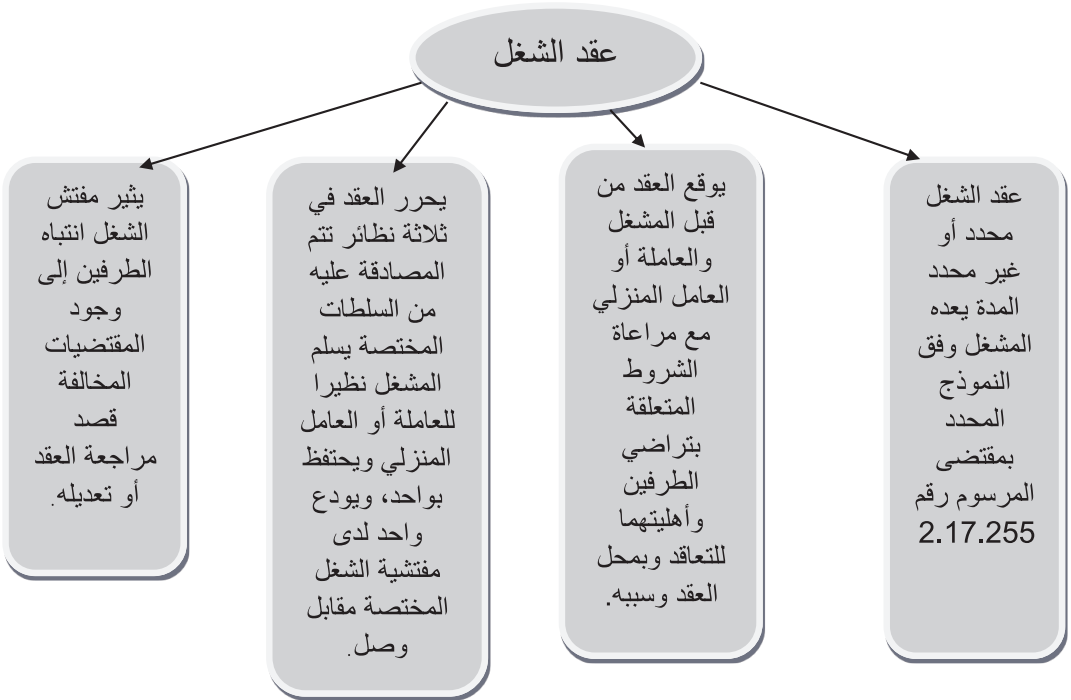 عقد الشغل
عقد الشغل
محدد أو
غير محدد
المدة يعده
المشغل وفق
النموذج
المحدد
بمقتضى
المرسوم رقم
2.17.255
يوقع العقد من
قبل المشغل
والعاملة أو
العامل المنزلي
مع مراعاة
الشروط
المتعلقة
بتراضي
الطرفين
وأهليتهما
للتعاقد وبمحل
العقد وسببه.
يحرر العقد في
ثلاثة نظائر تتم
المصادقة عليه
من السلطات
المختصة يسلم
المشغل نظيرا
للعاملة أو العامل
المنزلي ويحتفظ
بواحد، ويودع
واحد لدى
مفتشية الشغل
المختصة مقابل
وصل.
يثير مفتش
الشغل انتباه
الطرفين إلى
وجود
المقتضيات
المخالفة
قصد
مراجعة العقد
أو تعديله.